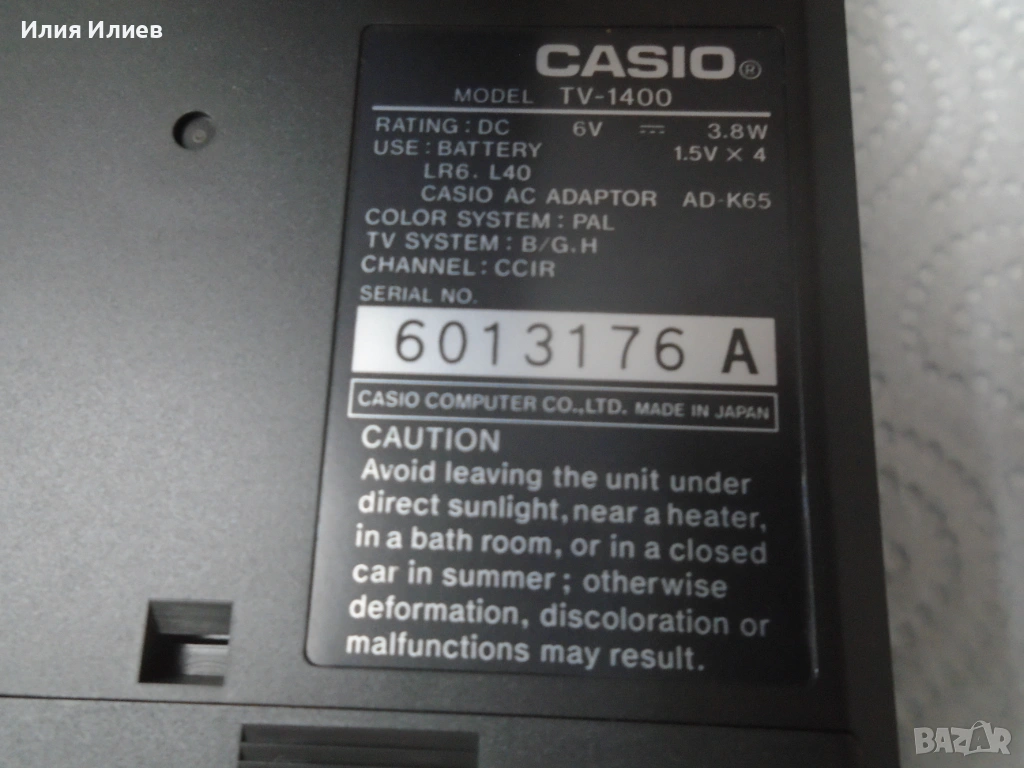 Илия Илиев
CASIO®
MODEL TV-1400
RATING : DC 6V ⎓ 3.8W
USE : BATTERY 1.5V × 4
LR6. L40
CASIO AC ADAPTOR AD-K65
COLOR SYSTEM : PAL
TV SYSTEM : B/G.H
CHANNEL : CCIR
SERIAL NO.
6013176 A
CASIO COMPUTER CO.,LTD. MADE IN JAPAN
CAUTION
Avoid leaving the unit under
direct sunlight, near a heater,
in a bath room, or in a closed
car in summer ; otherwise
deformation, discoloration or
malfunctions may result.
BAZAR